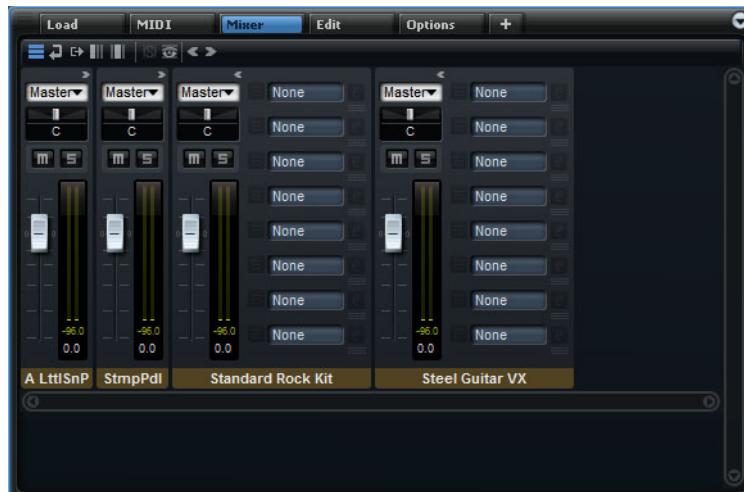 Load MIDI Mixer Edit Options +
Master Master Master None Master None
C C C None C None
m s m s m s None m s None
None None
None None
None None
None None
-96.0 -96.0 -96.0 None -96.0 None
0.0 0.0 0.0 0.0
A LttlSnP StmpPdl Standard Rock Kit Steel Guitar VX